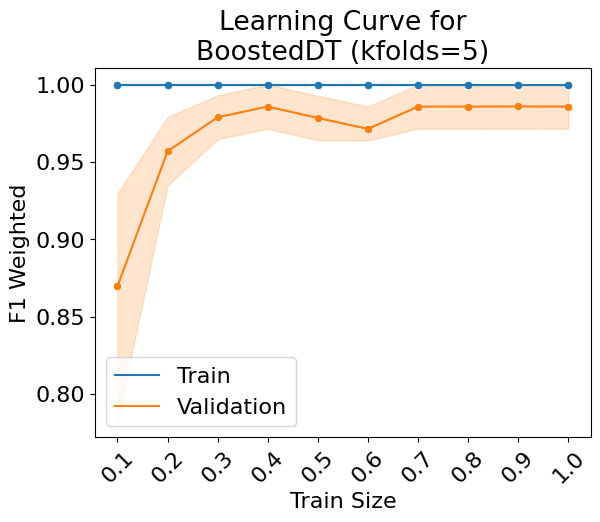 Learning Curve for
BoostedDT (kfolds=5)
F1 Weighted
1.00
0.95
0.90
0.85
0.80
Train
Validation
0.1 0.2 0.3 0.4 0.5 0.6 0.7 0.8 0.9 1.0
Train Size